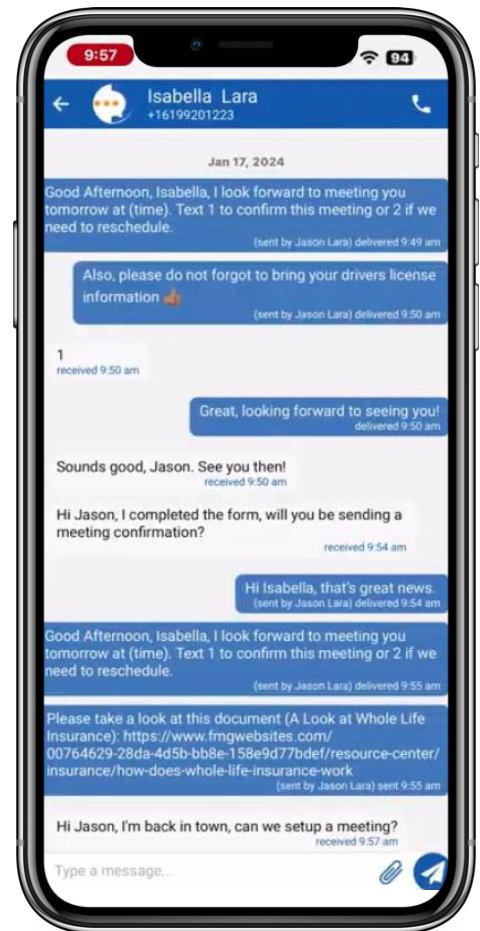 9:57
94
Isabella Lara
+16199201223
Jan 17, 2024
Good Afternoon, Isabella, I look forward to meeting you
tomorrow at (time). Text 1 to confirm this meeting or 2 if we
need to reschedule.
(sent by Jason Lara) delivered 9:49 am
Also, please do not forgot to bring your drivers license
information 👍🏾
(sent by Jason Lara) delivered 9:50 am
1
received 9:50 am
Great, looking forward to seeing you!
delivered 9:50 am
Sounds good, Jason. See you then!
received 9:50 am
Hi Jason, I completed the form, will you be sending a
meeting confirmation?
received 9:54 am
Hi Isabella, that's great news.
(sent by Jason Lara) delivered 9:54 am
Good Afternoon, Isabella, I look forward to meeting you
tomorrow at (time). Text 1 to confirm this meeting or 2 if we
need to reschedule.
(sent by Jason Lara) delivered 9:55 am
Please take a look at this document (A Look at Whole Life
Insurance): https://www.fmgwebsites.com/
00764629-28da-4d5b-bb8e-158e9d77bdef/resource-center/
insurance/how-does-whole-life-insurance-work
(sent by Jason Lara) sent 9:55 am
Hi Jason, I'm back in town, can we setup a meeting?
received 9:57 am
Type a message...